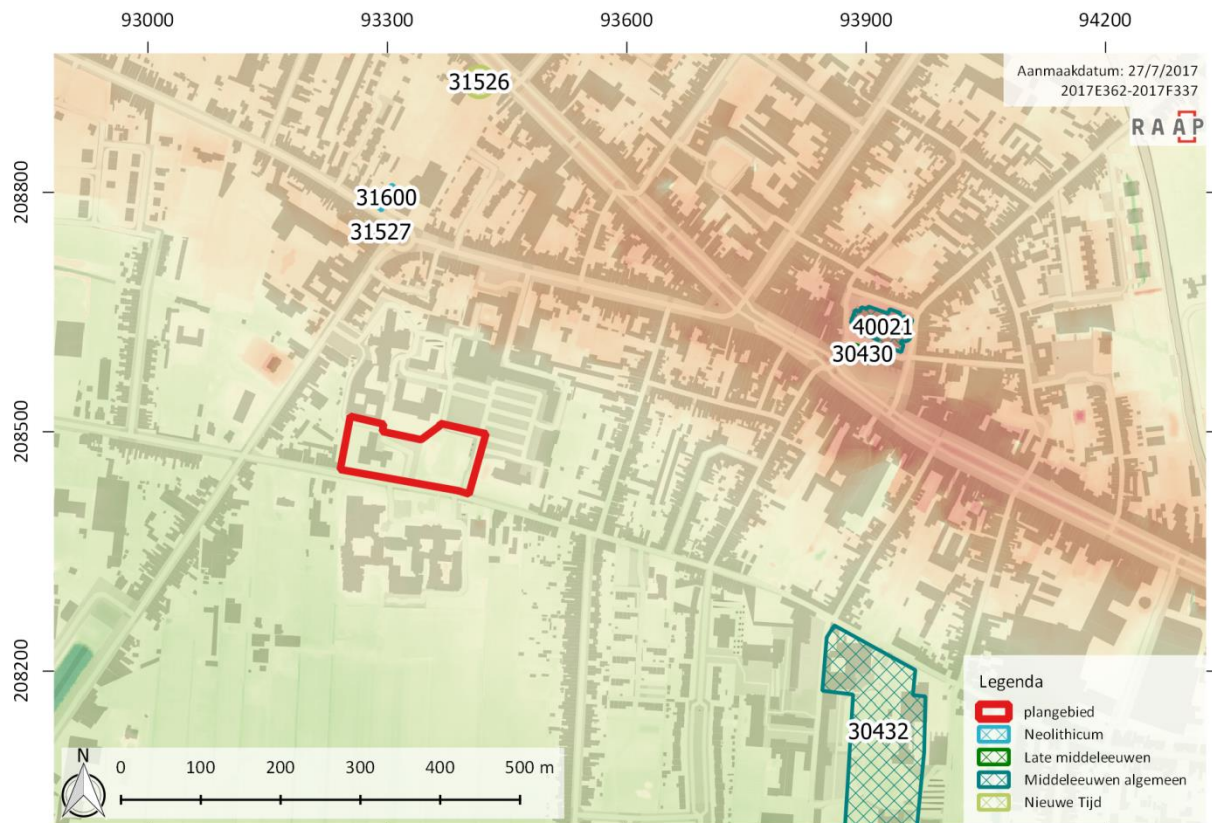 93000 93300 93600 93900 94200
Aanmaakdatum: 27/7/2017
2017E362-2017F337
RAAP
31526
208800
31600
31527
40021
30430
208500
208200
30432
Legenda
plangebied
Neolithicum
Late middeleeuwen
Middeleeuwen algemeen
Nieuwe Tijd
N
0 100 200 300 400 500 m